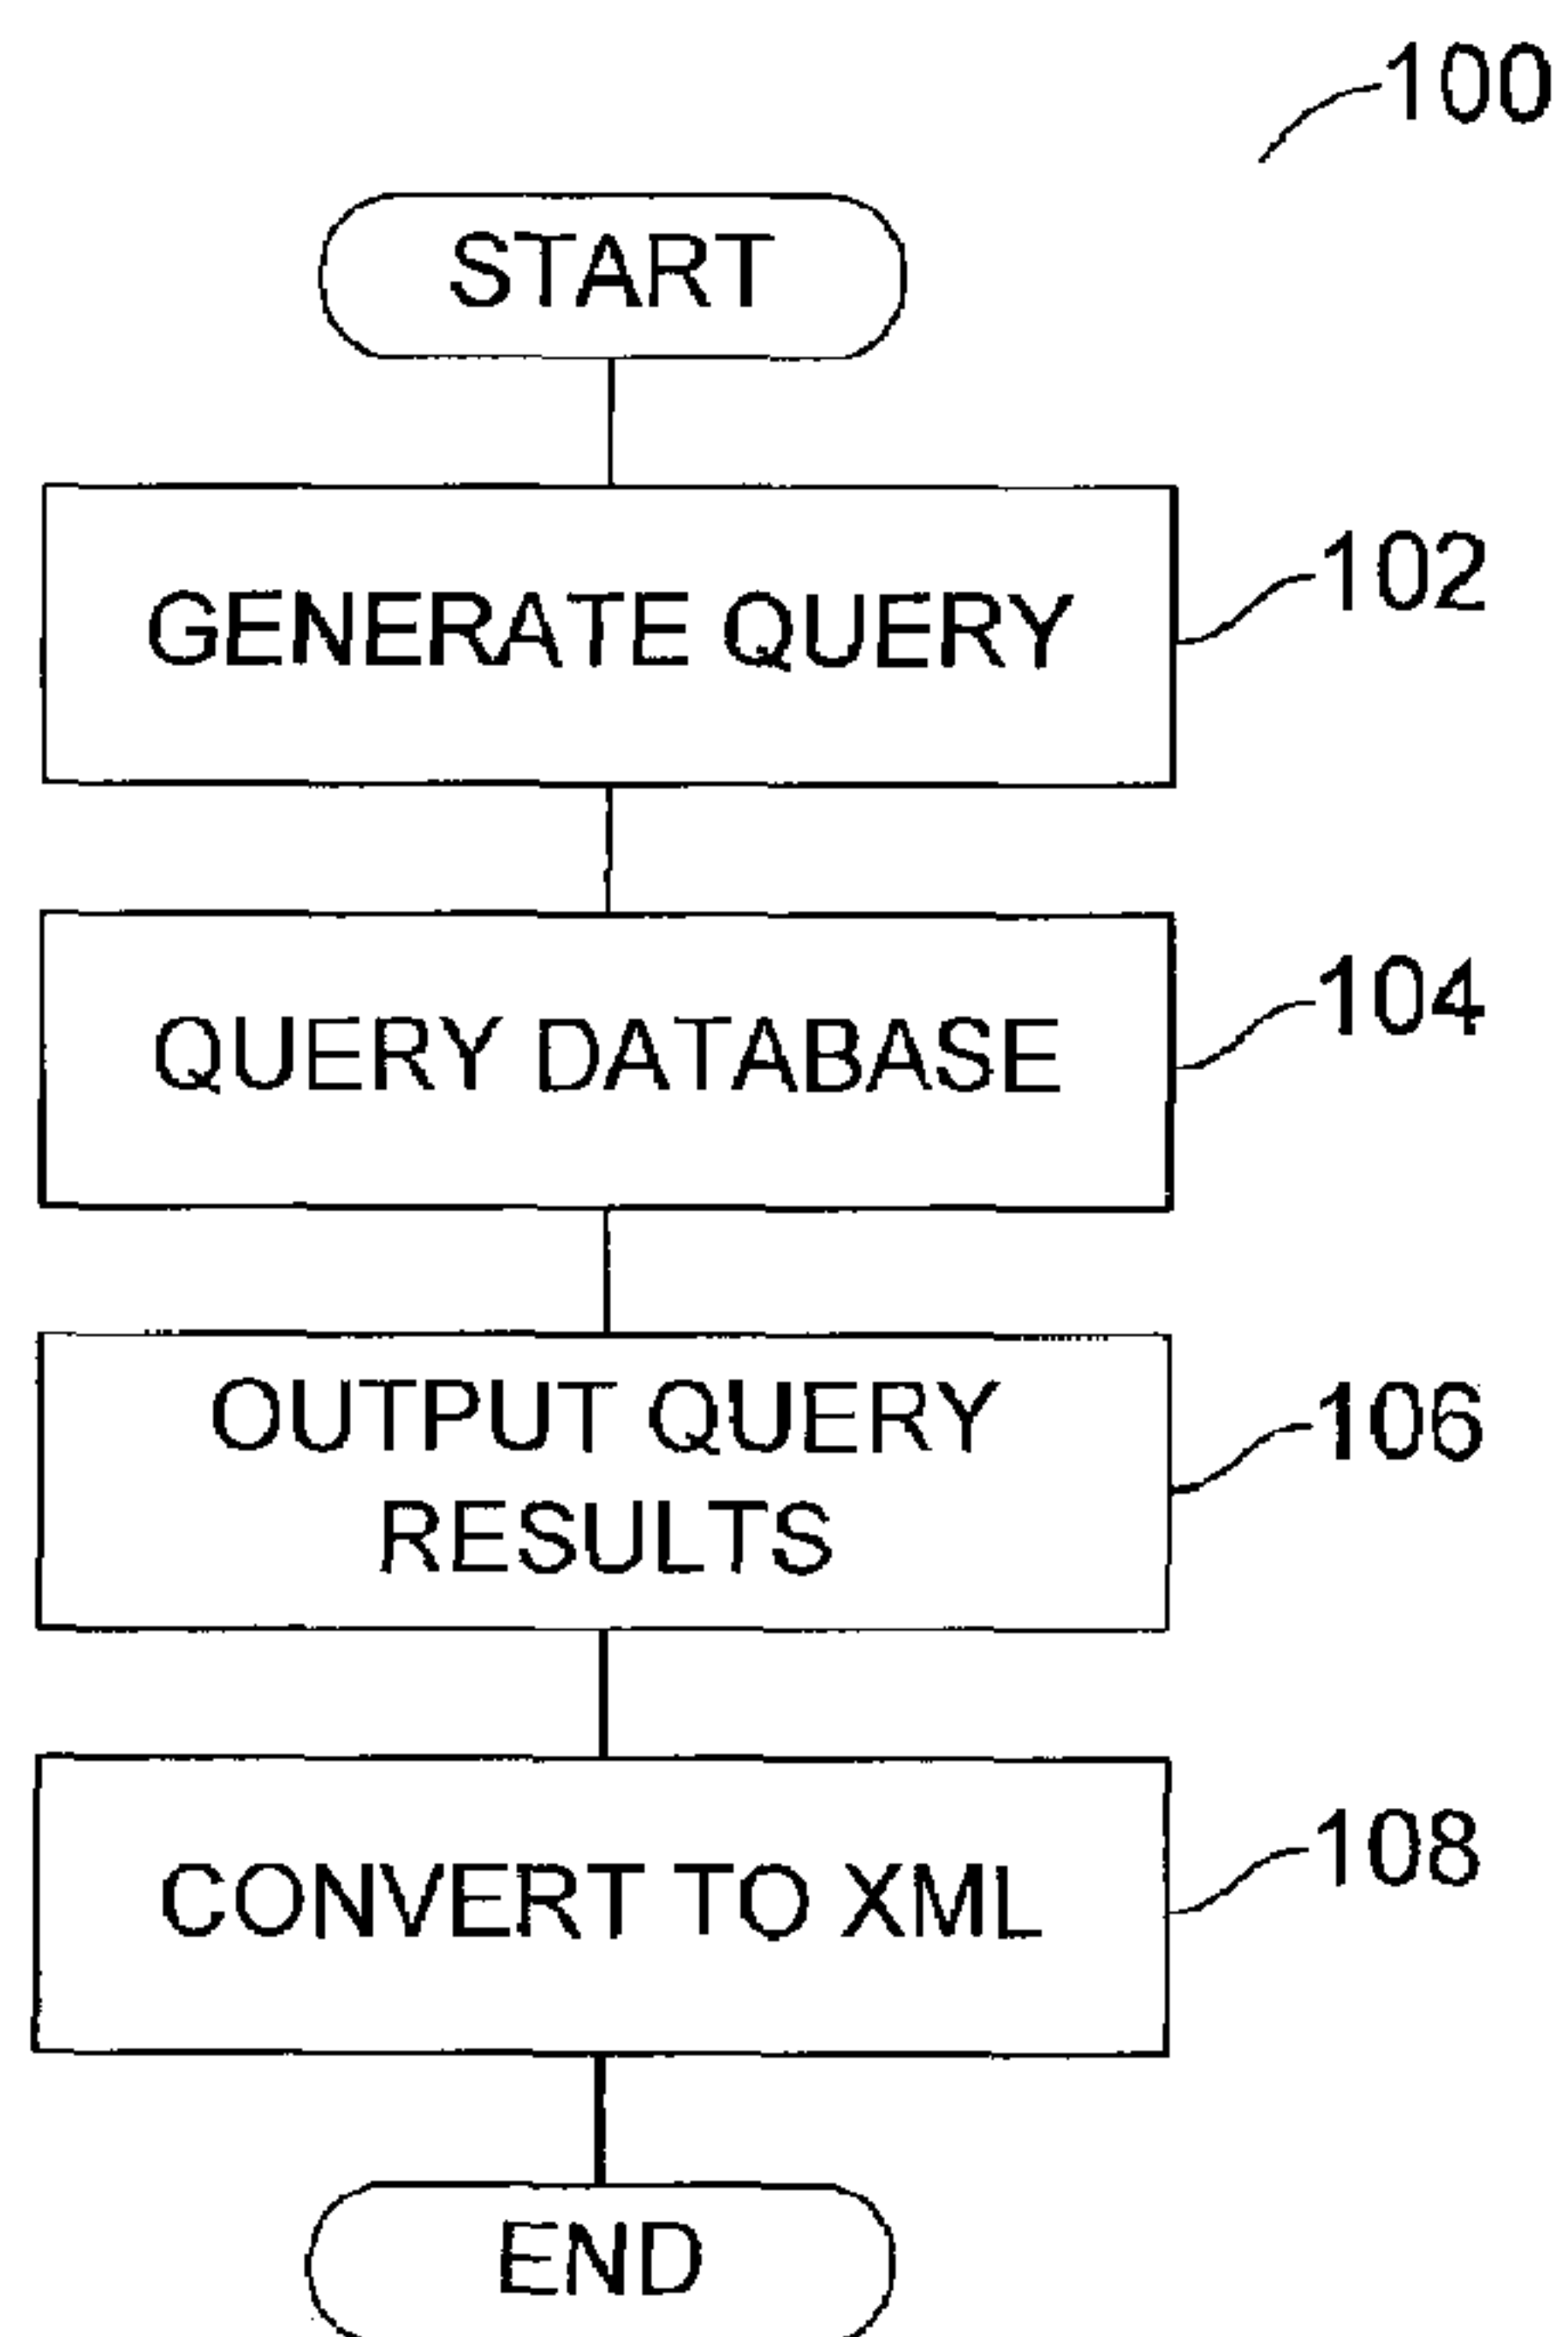 100
START
GENERATE QUERY
102
QUERY DATABASE
104
OUTPUT QUERY
RESULTS
106
CONVERT TO XML
108
END